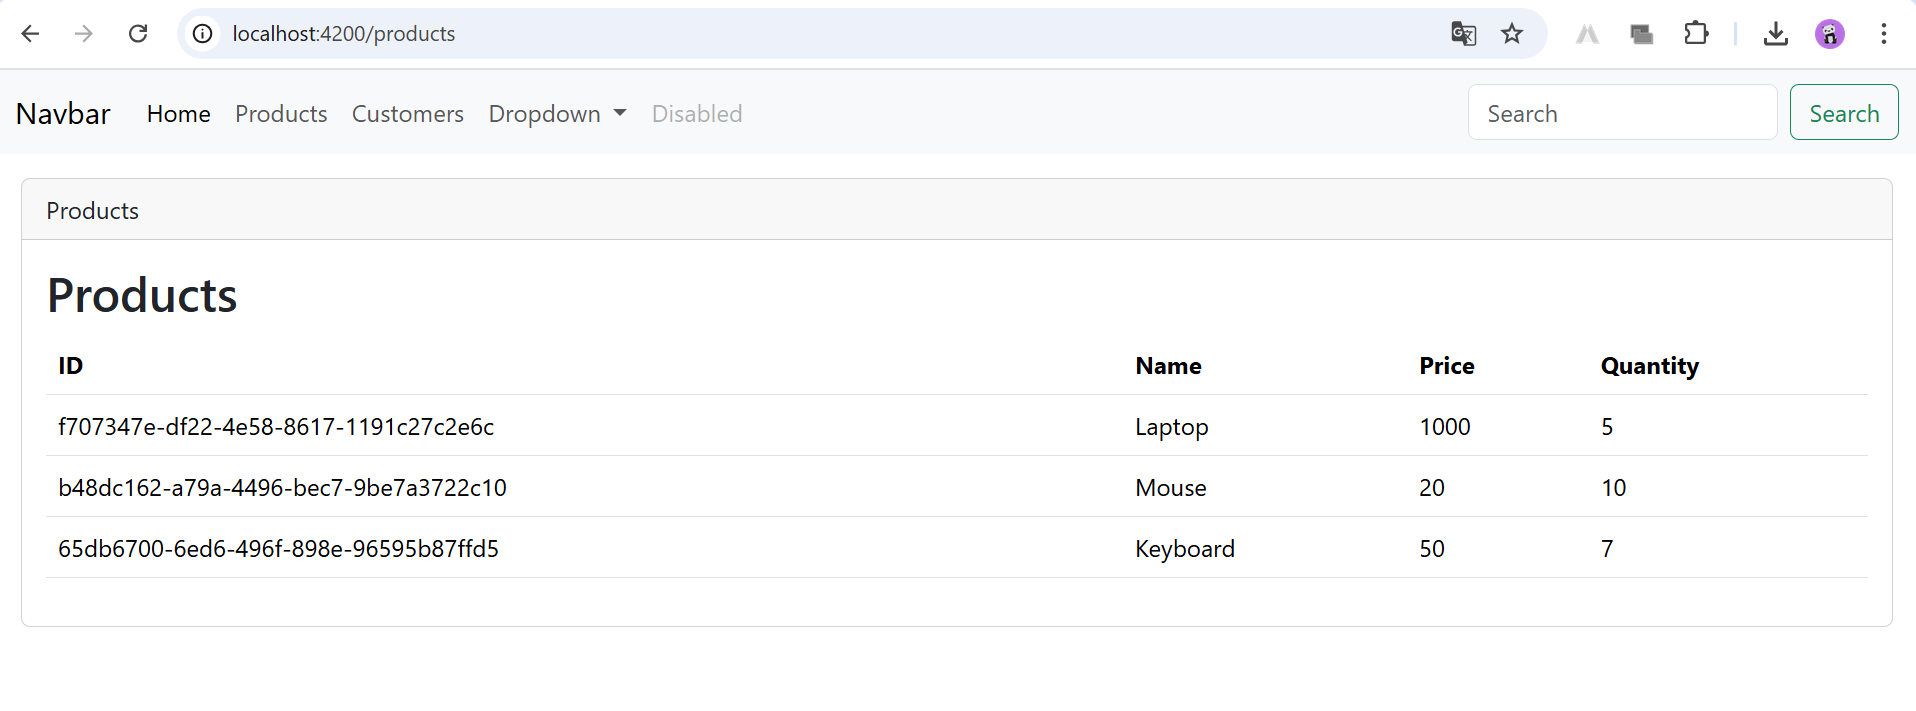 localhost:4200/products
Navbar Home Products Customers Dropdown Disabled Search Search
Products
Products
ID Name Price Quantity
f707347e-df22-4e58-8617-1191c27c2e6c Laptop 1000 5
b48dc162-a79a-4496-bec7-9be7a3722c10 Mouse 20 10
65db6700-6ed6-496f-898e-96595b87ffd5 Keyboard 50 7